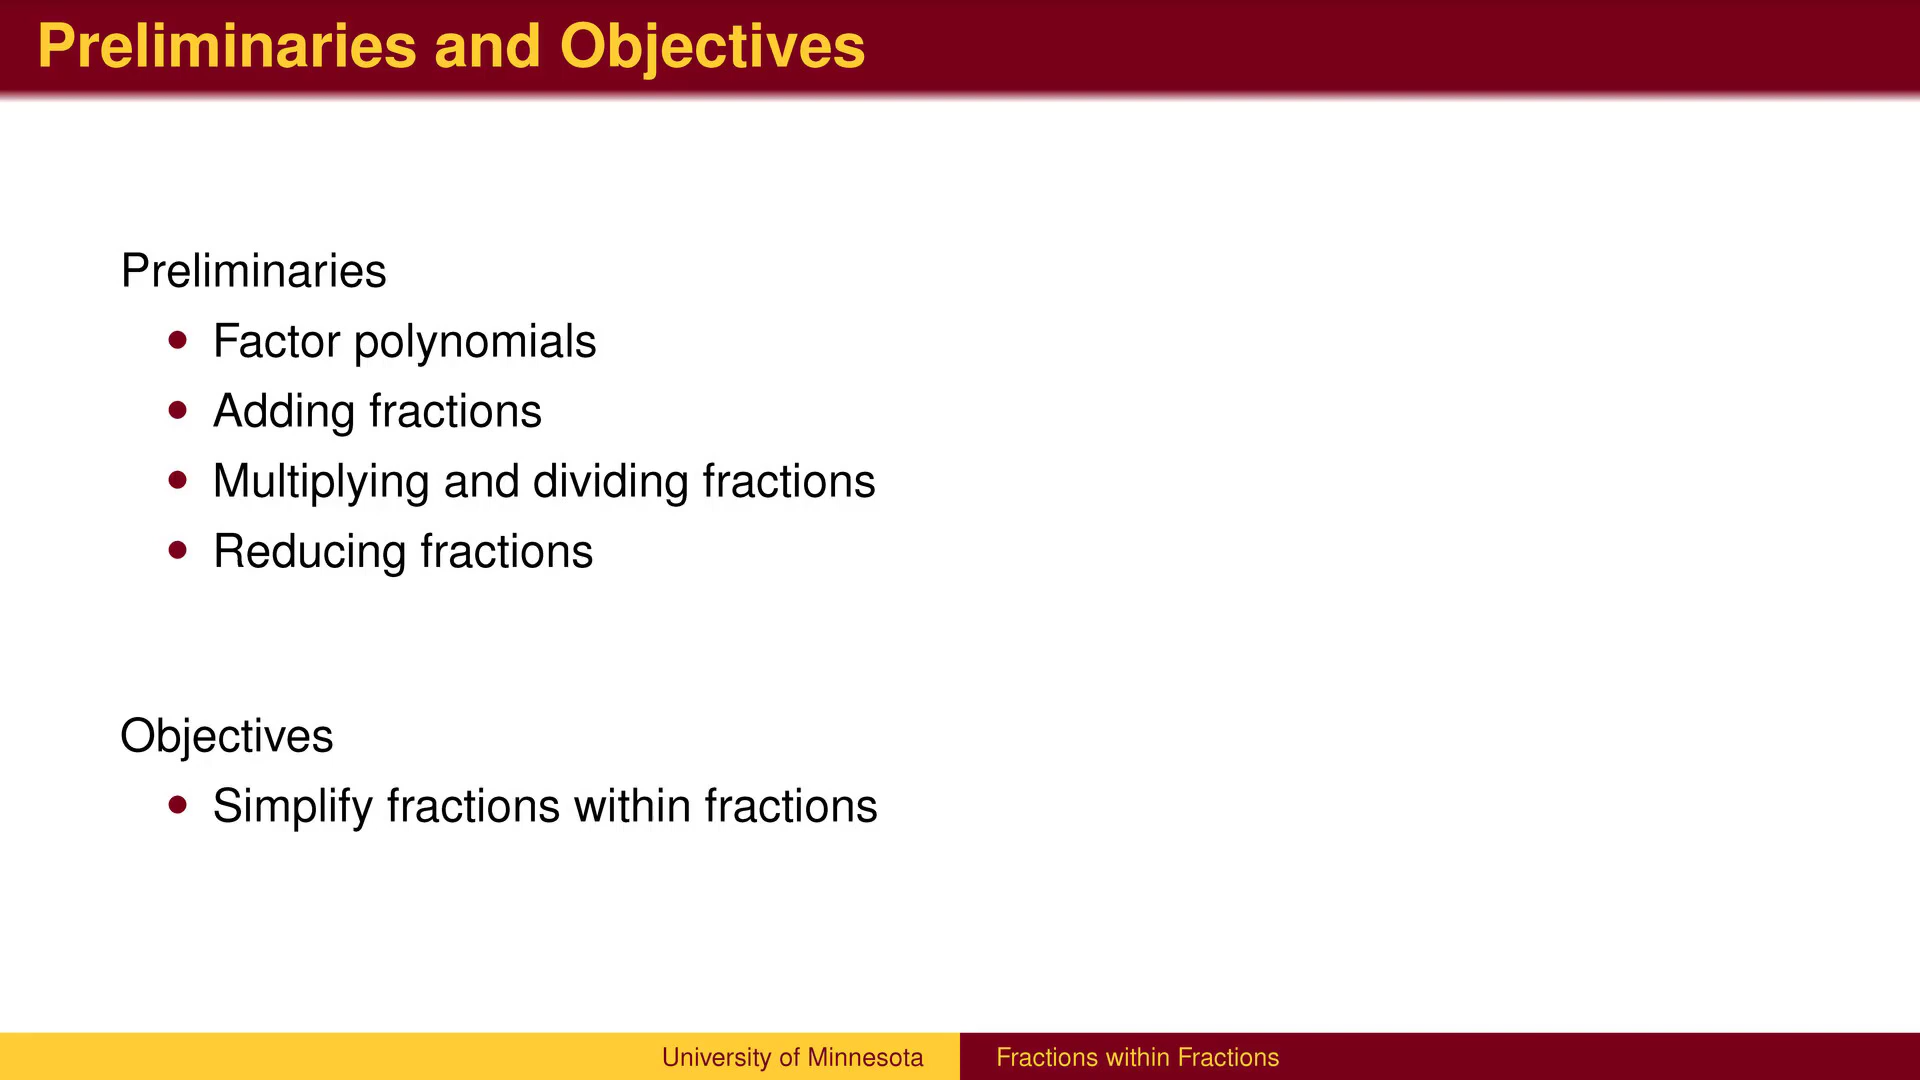 Preliminaries and Objectives
Preliminaries
• Factor polynomials
• Adding fractions
• Multiplying and dividing fractions
• Reducing fractions
Objectives
• Simplify fractions within fractions
University of Minnesota
Fractions within Fractions